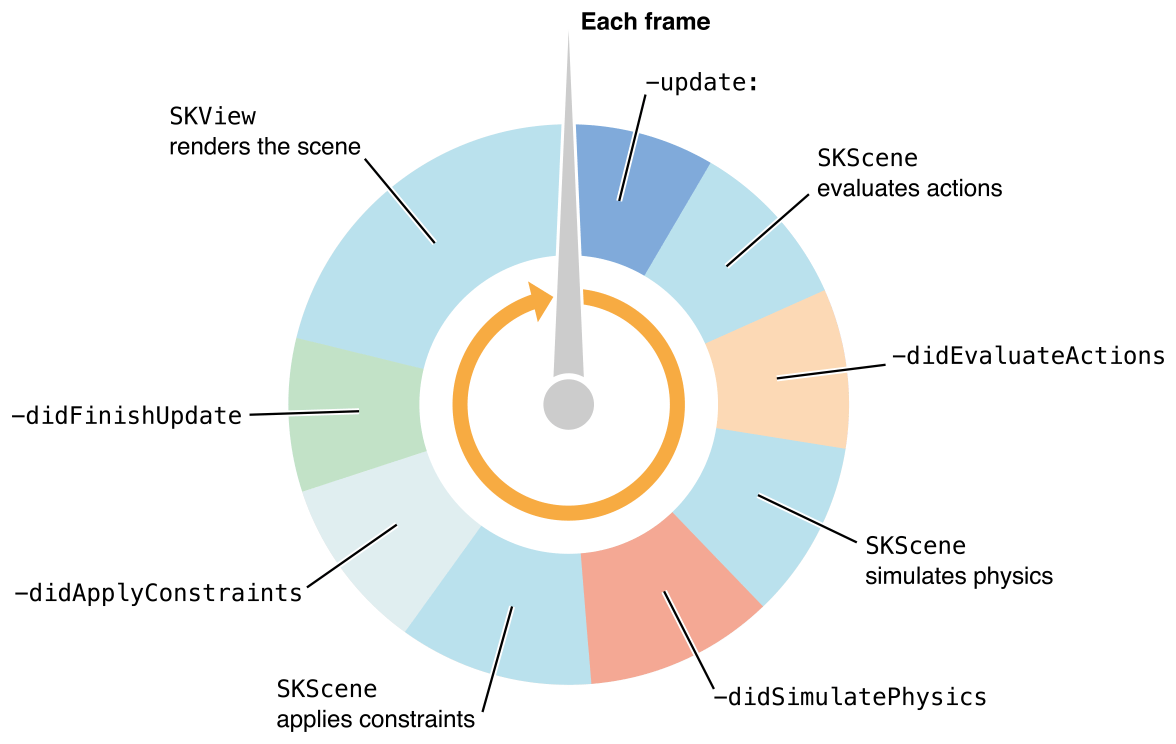 Each frame
-update:
SKScene
evaluates actions
-didEvaluateActions
SKScene
simulates physics
-didSimulatePhysics
SKScene
applies constraints
-didApplyConstraints
-didFinishUpdate
SKView
renders the scene